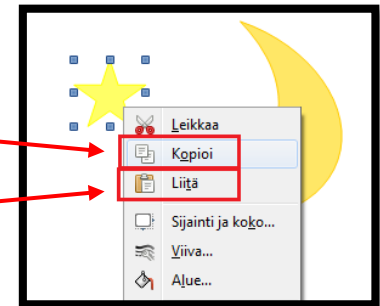 Leikkaa
Kopioi
Liitä
Sijainti ja koko...
Viiva...
Alue...